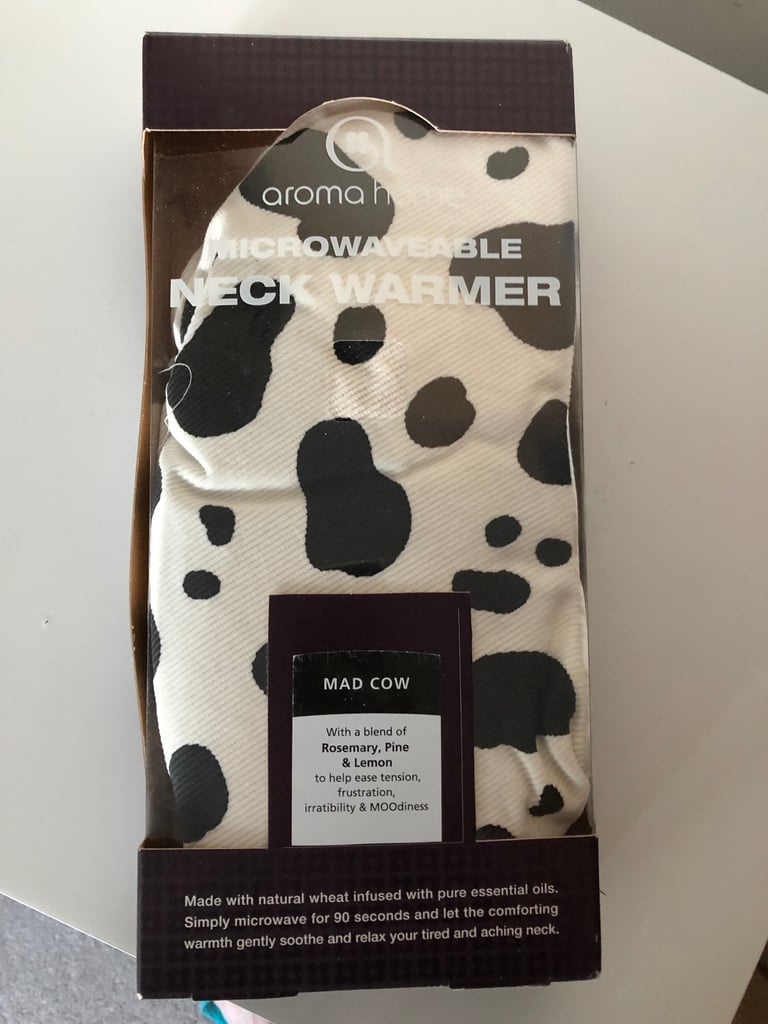 aroma home
MICROWAVEABLE
NECK WARMER
MAD COW
With a blend of
Rosemary, Pine
& Lemon
to help ease tension,
frustration,
irratibility & MOOdiness
Made with natural wheat infused with pure essential oils.
Simply microwave for 90 seconds and let the comforting
warmth gently soothe and relax your tired and aching neck.